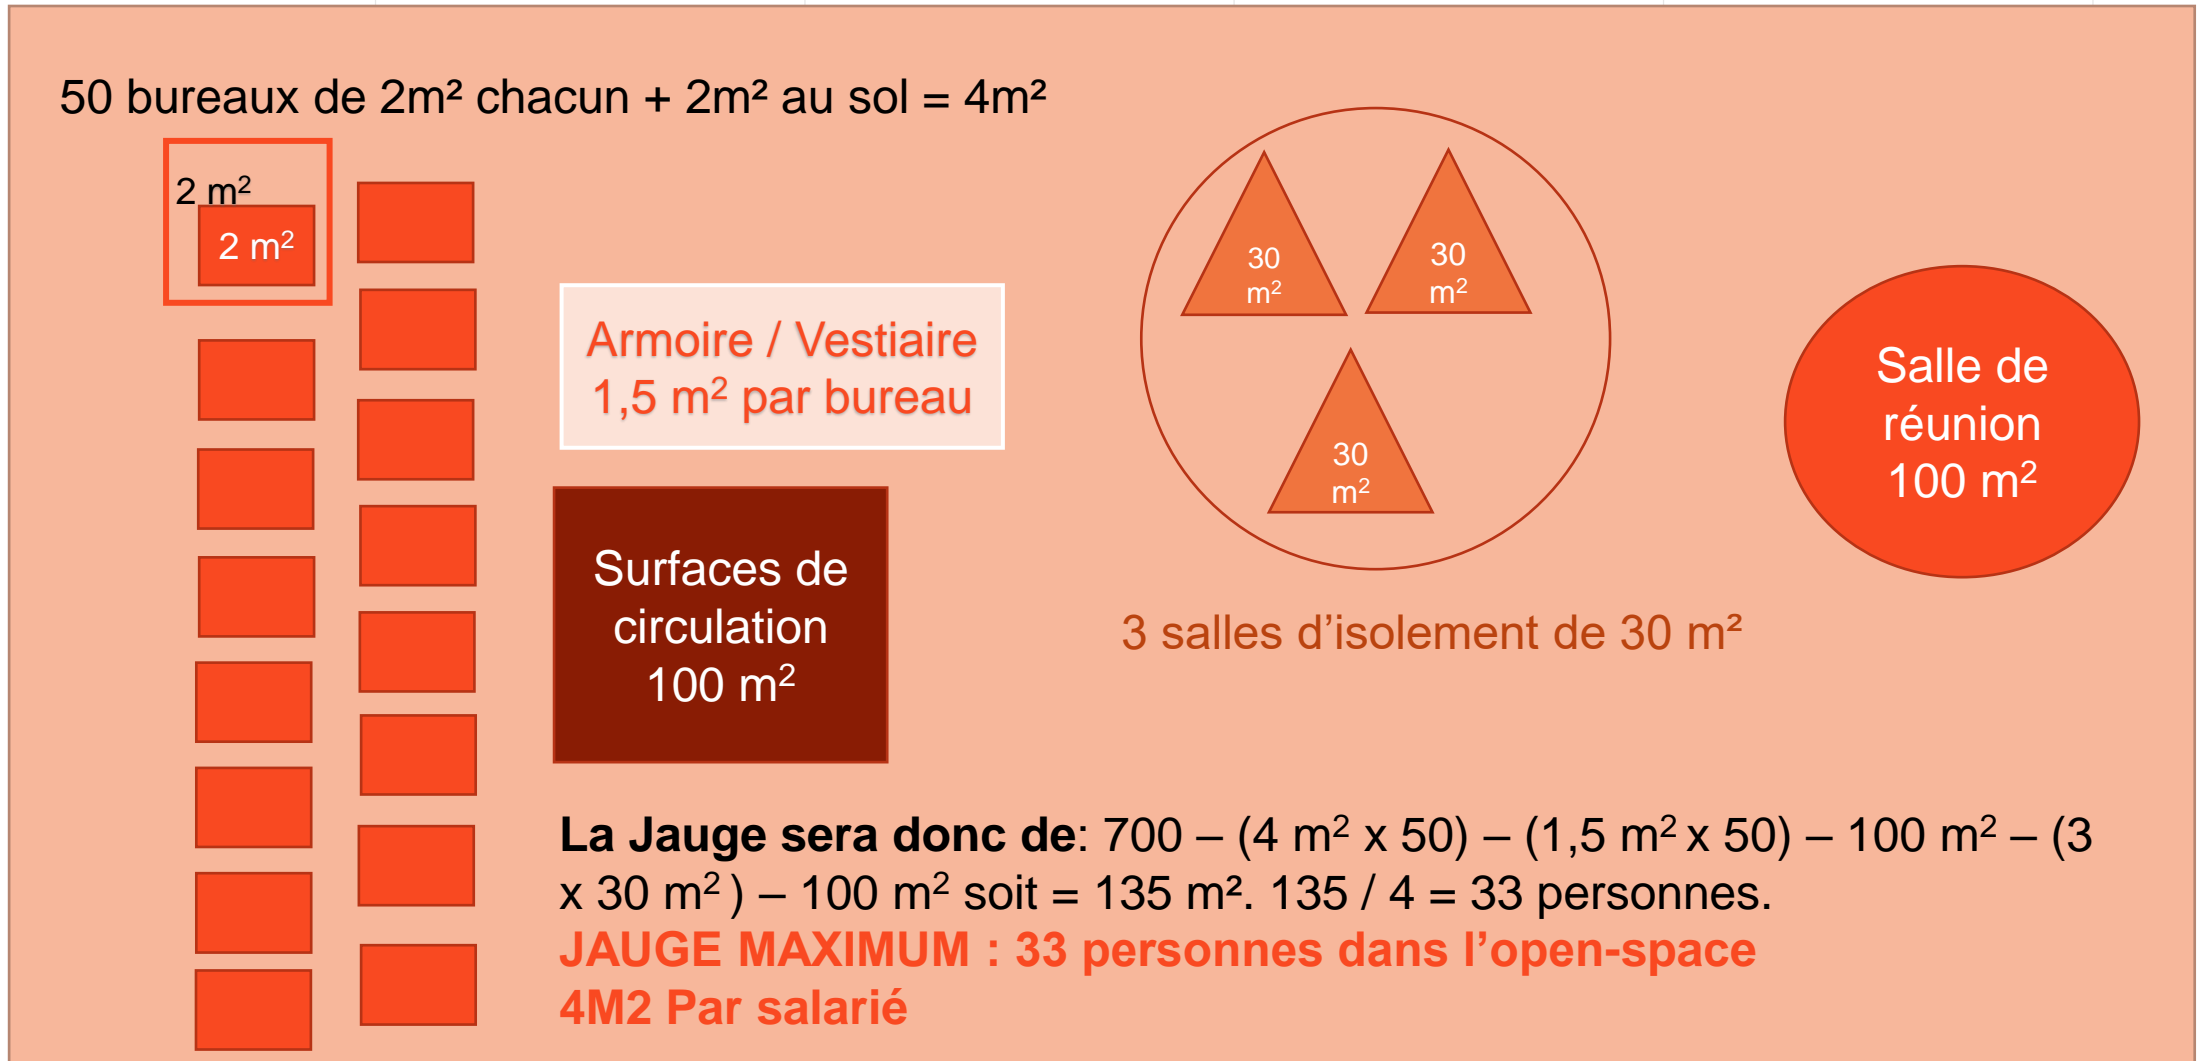 50 bureaux de 2m² chacun + 2m² au sol = 4m²
2 m²
2 m²
Armoire / Vestiaire
1,5 m² par bureau
Surfaces de
circulation
100 m²
30
m²
30
m²
30
m²
3 salles d’isolement de 30 m²
Salle de
réunion
100 m²
La Jauge sera donc de: 700 – (4 m² x 50) – (1,5 m² x 50) – 100 m² – (3
x 30 m² ) – 100 m² soit = 135 m². 135 / 4 = 33 personnes.
JAUGE MAXIMUM : 33 personnes dans l’open-space
4M2 Par salarié